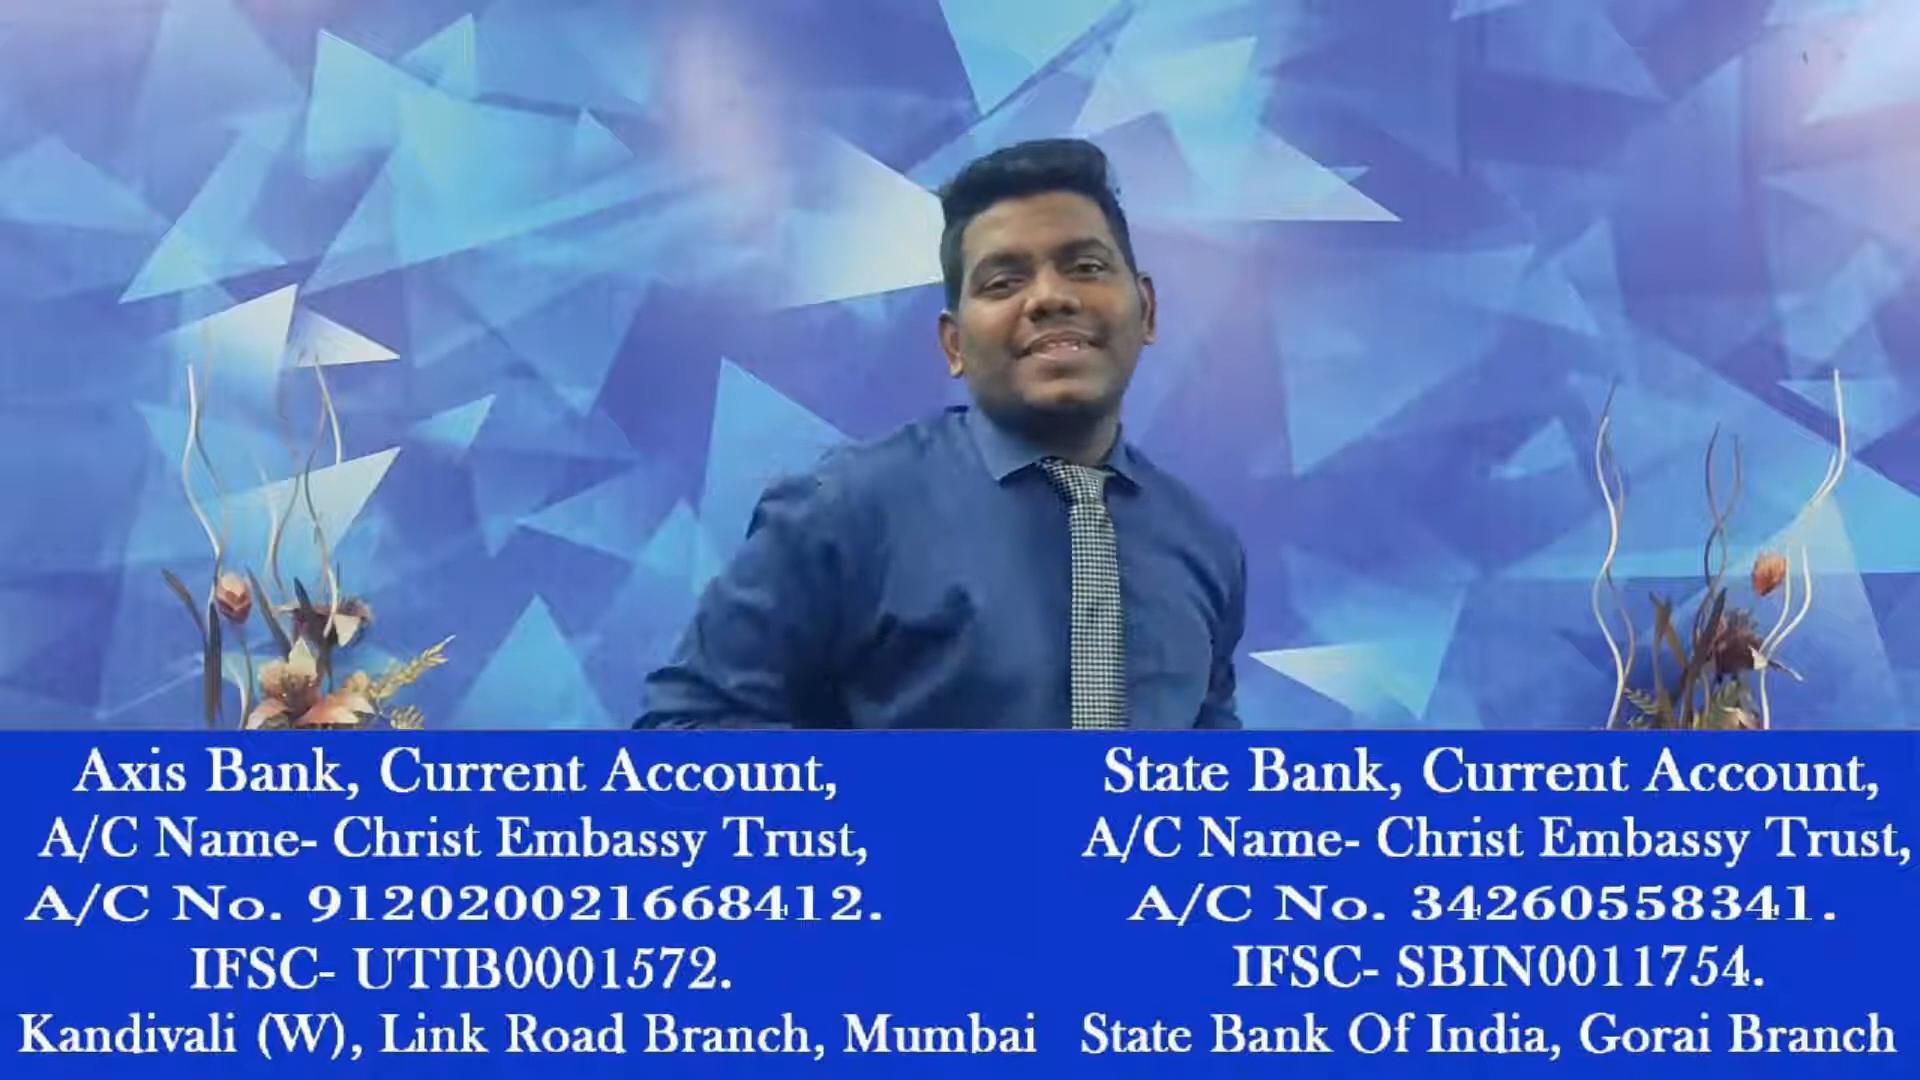 Axis Bank, Current Account,
A/C Name- Christ Embassy Trust,
A/C No. 912020021668412.
IFSC- UTIB0001572.
Kandivali (W), Link Road Branch, Mumbai
State Bank, Current Account,
A/C Name- Christ Embassy Trust,
A/C No. 34260558341.
IFSC- SBIN0011754.
State Bank Of India, Gorai Branch